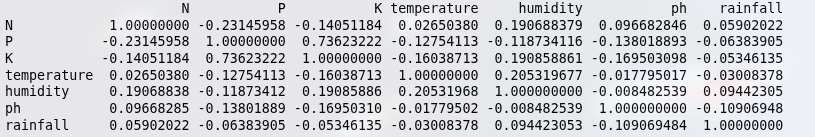 N P K temperature humidity ph rainfall
N 1.00000000 -0.23145958 -0.14051184 0.02650380 0.190688379 0.096682846 0.05902022
P -0.23145958 1.00000000 0.73623222 -0.12754113 -0.118734116 -0.138018893 -0.06383905
K -0.14051184 0.73623222 1.00000000 -0.16038713 0.190858861 -0.169503098 -0.05346135
temperature 0.02650380 -0.12754113 -0.16038713 1.00000000 0.205319677 -0.017795017 -0.03008378
humidity 0.19068838 -0.11873412 0.19085886 0.20531968 1.000000000 -0.008482539 0.09442305
ph 0.09668285 -0.13801889 -0.16950310 -0.01779502 -0.008482539 1.000000000 -0.10906948
rainfall 0.05902022 -0.06383905 -0.05346135 -0.03008378 0.094423053 -0.109069484 1.00000000